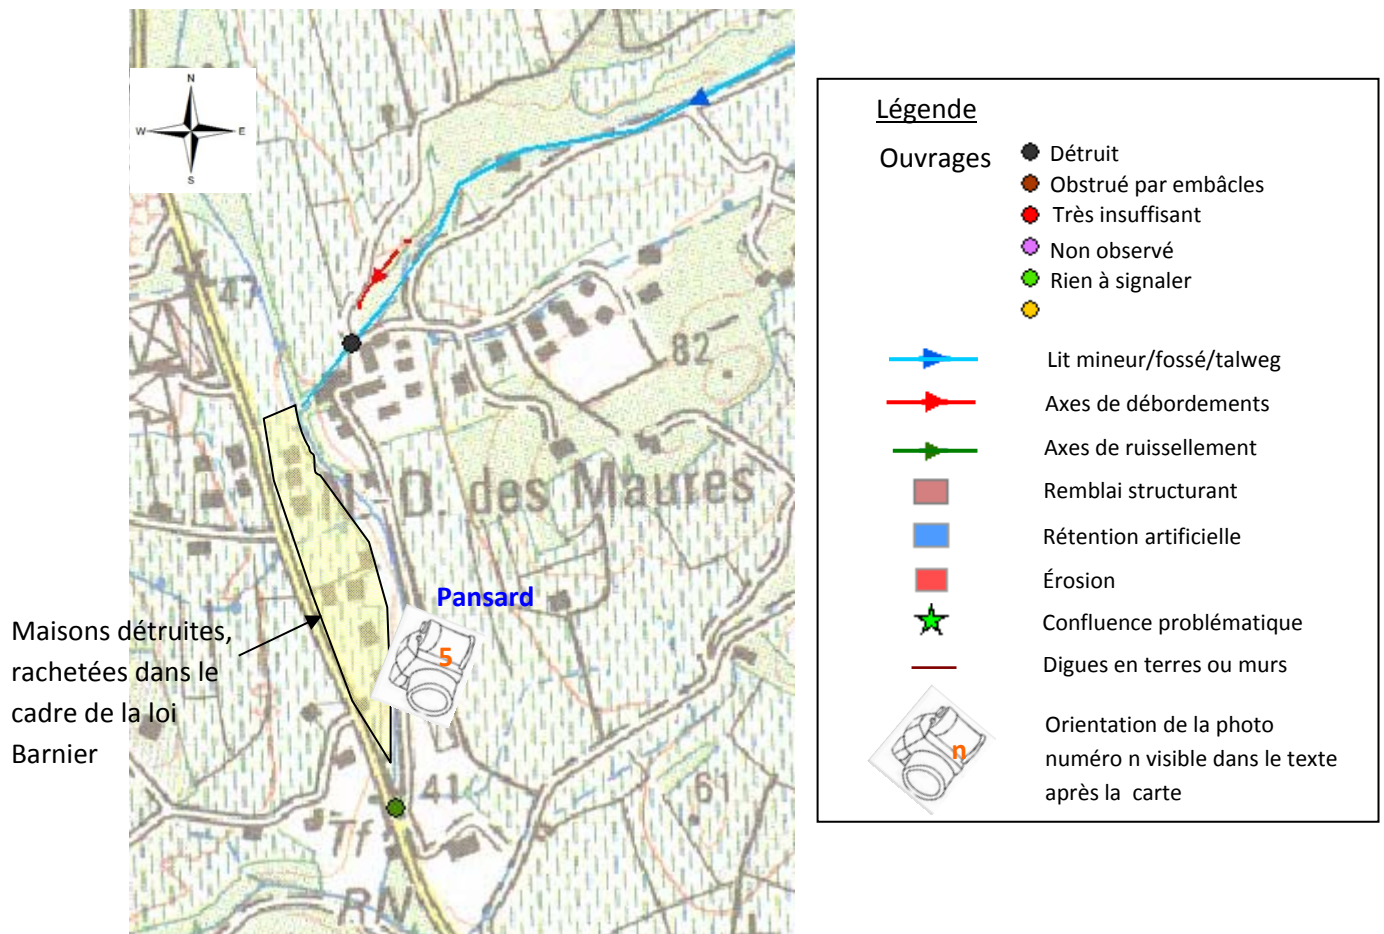 N
W
E
S
47
82
D. des Maures
Pansard
5
Maisons détruites,
rachetées dans le
cadre de la loi
Barnier
41
61
Tf
RN
Légende
Ouvrages
Détruit
Obstrué par embâcles
Très insuffisant
Non observé
Rien à signaler
Lit mineur/fossé/talweg
Axes de débordements
Axes de ruissellement
Remblai structurant
Rétention artificielle
Érosion
Confluence problématique
Digues en terres ou murs
n
Orientation de la photo
numéro n visible dans le texte
après la carte